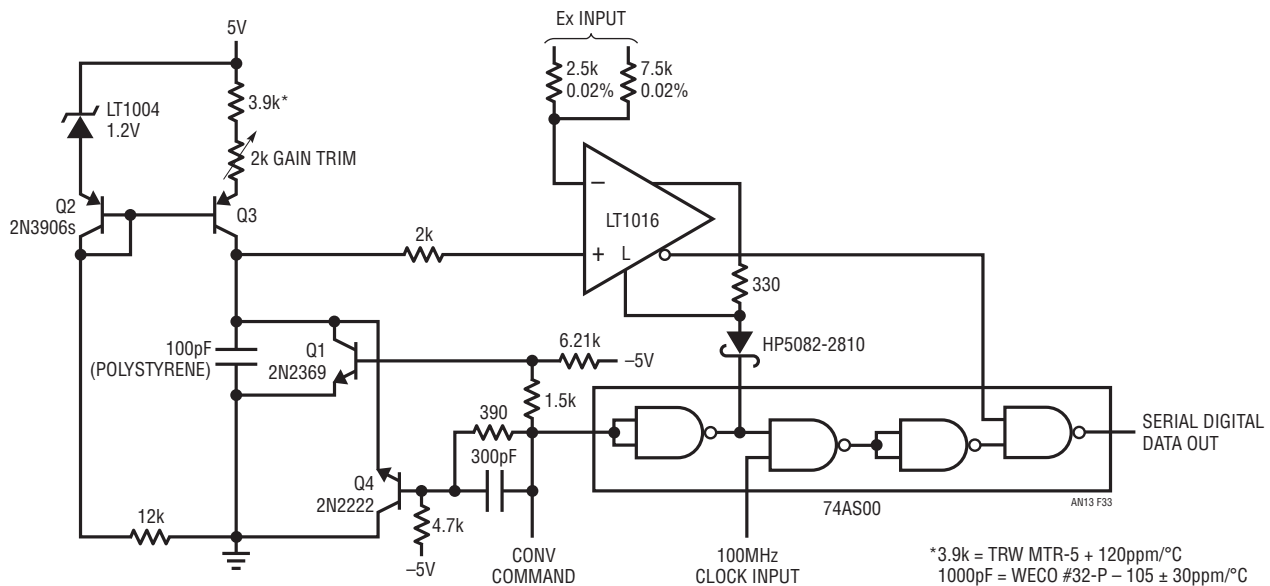 Ex INPUT
5V
2.5k
0.02%
7.5k
0.02%
LT1004
1.2V
3.9k*
2k GAIN TRIM
Q2
2N3906s
Q3
2k
−
LT1016
+
L
330
HP5082-2810
100pF
(POLYSTYRENE)
Q1
2N2369
6.21k
–5V
1.5k
390
300pF
SERIAL DIGITAL
DATA OUT
Q4
2N2222
12k
4.7k
–5V
CONV
COMMAND
100MHz
CLOCK INPUT
74AS00
AN13 F33
*3.9k = TRW MTR-5 + 120ppm/°C
1000pF = WECO #32-P – 105 ± 30ppm/°C